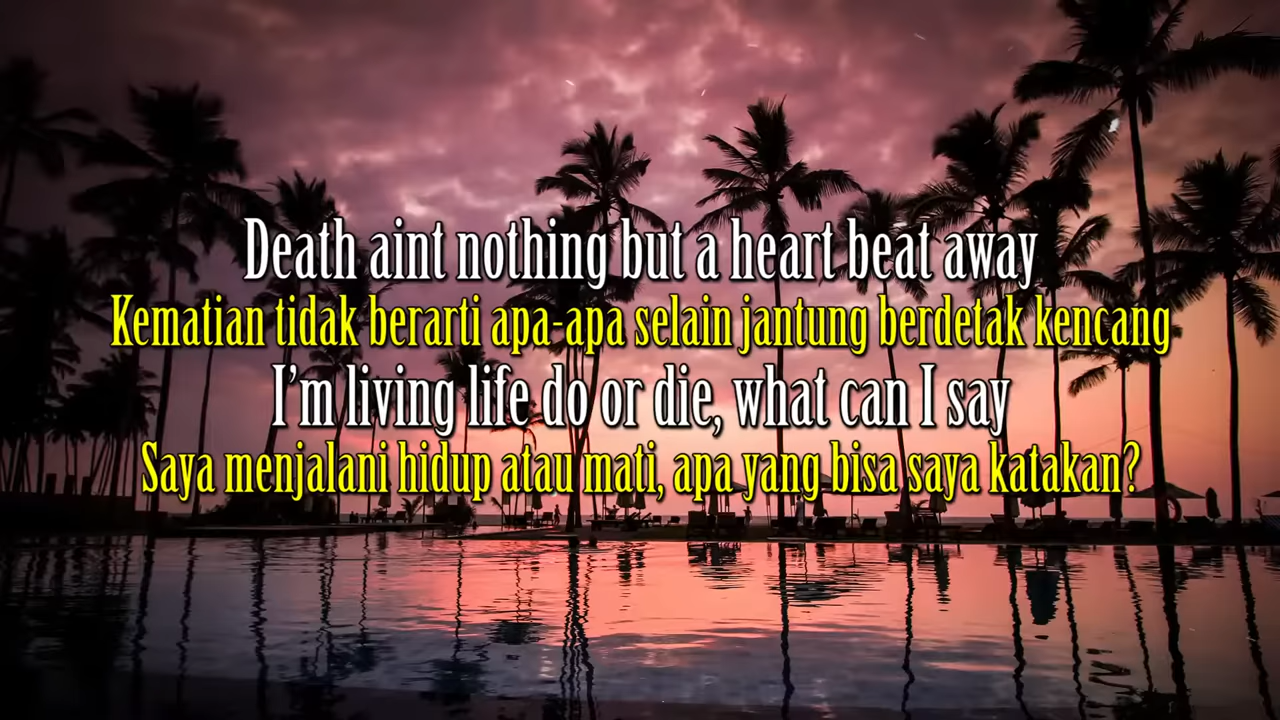 Death aint nothing but a heart beat away
Kematian tidak berarti apa-apa selain jantung berdetak kencang
I'm living life do or die, what can I say
Saya menjalani hidup atau mati, apa yang bisa saya katakan?